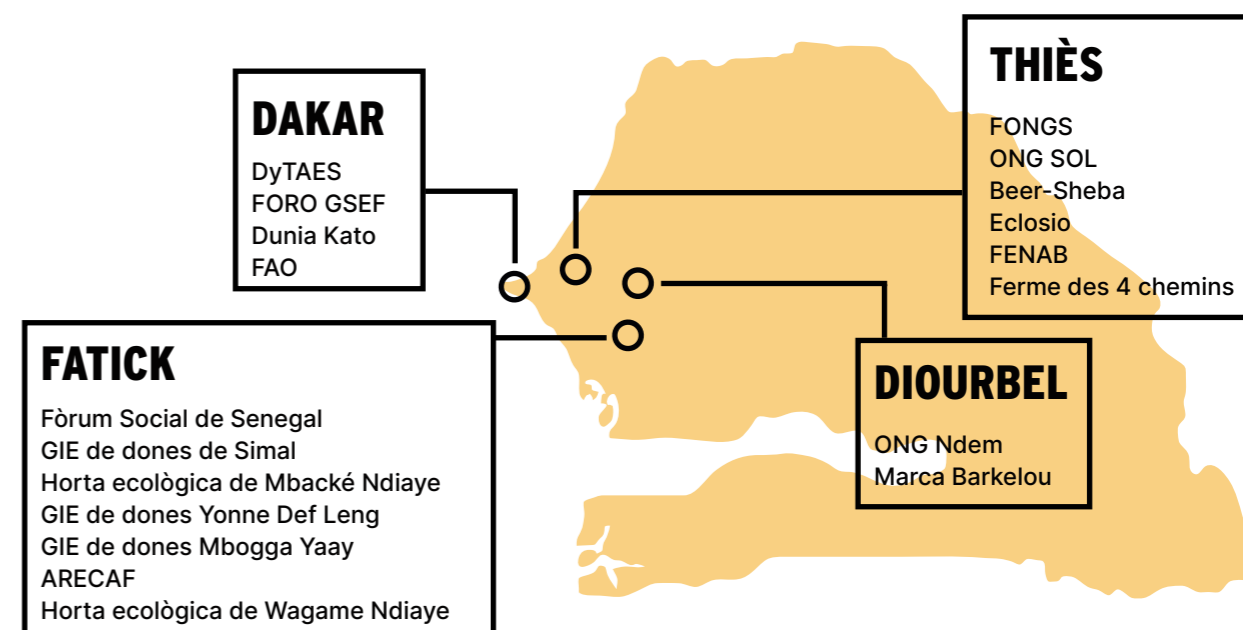 DAKAR
DyTAES
FORO GSEF
Dunia Kato
FAO
THIÈS
FONGS
ONG SOL
Beer-Sheba
Eclosio
FENAB
Ferme des 4 chemins
FATICK
Fòrum Social de Senegal
GIE de dones de Simal
Horta ecològica de Mbacké Ndiaye
GIE de dones Yonne Def Leng
GIE de dones Mbogga Yaay
ARECAF
Horta ecològica de Wagame Ndiaye
DIOURBEL
ONG Ndem
Marca Barkelou